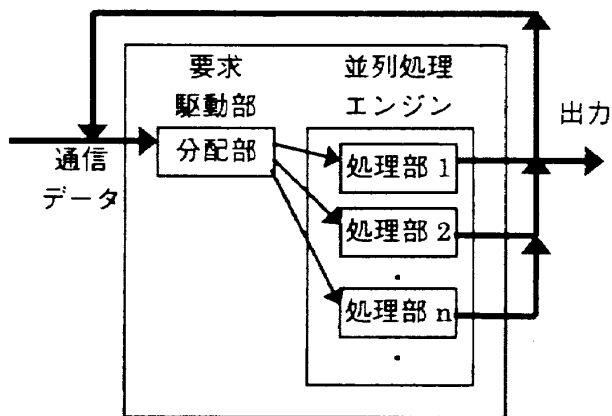 要求
駆動部
分配部
並列処理
エンジン
処理部 1
処理部 2
・
処理部 n
・
通信
データ
出力